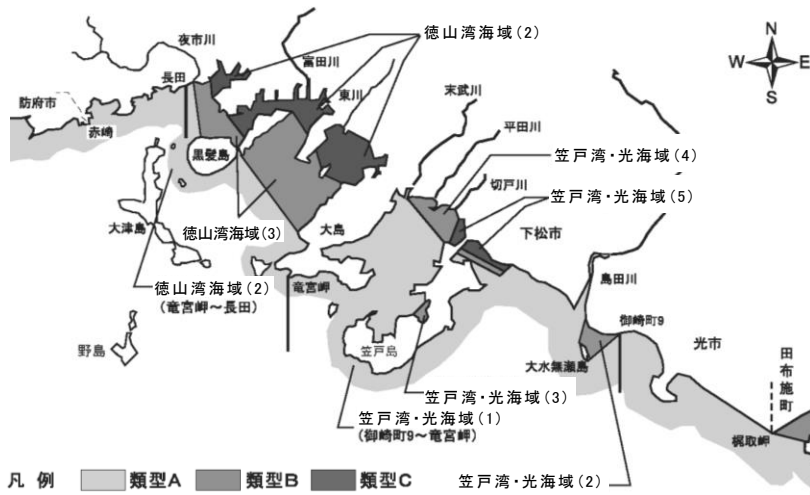 徳山湾海域(2)
N
W E
S
夜市川
富田川
長田
東川
末武川
防府市
赤崎
平田川
黒髪島
笠戸湾・光海域(4)
切戸川
笠戸湾・光海域(5)
大津島
徳山湾海域(3)
大島
下松市
島田川
徳山湾海域(2)
(竜宮岬～長田)
竜宮岬
御崎町9
光市
田布施町
野島
笠戸島
大水無瀬島
笠戸湾・光海域(3)
笠戸湾・光海域(1)
(御崎町9～竜宮岬)
梶取岬
凡 例 類型A 類型B 類型C
笠戸湾・光海域(2)